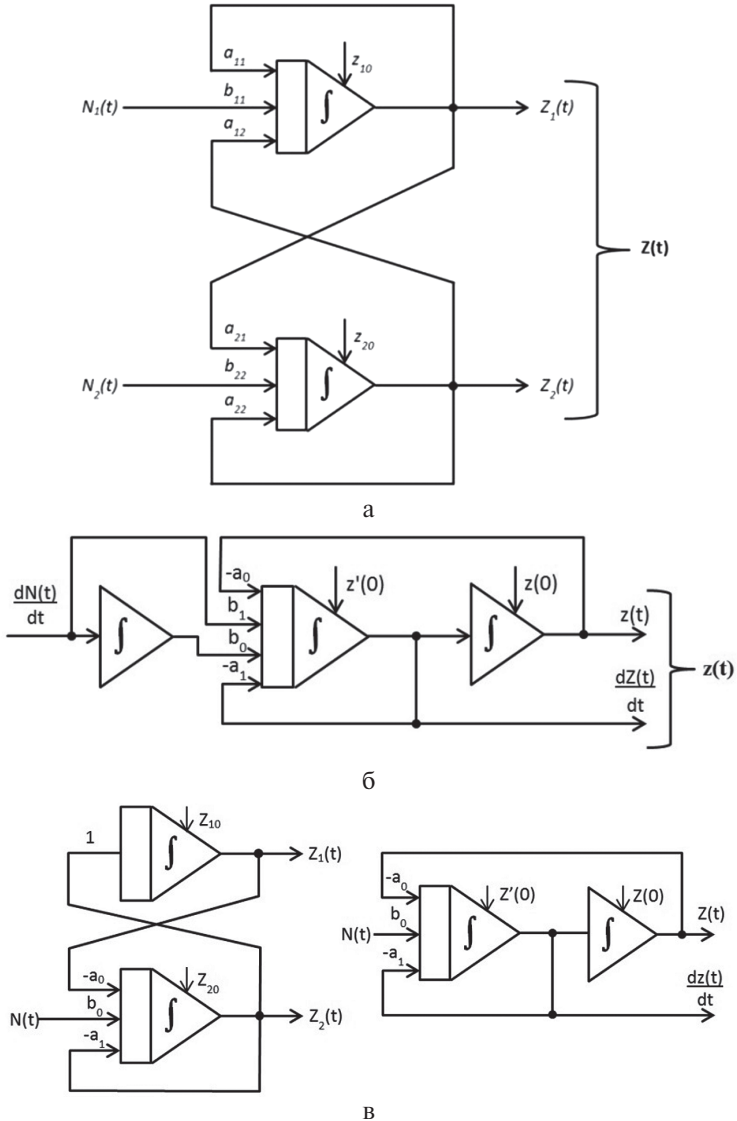 a11
z10
b11
N1(t)
Z1(t)
a12
∫
Z(t)
a21
z20
b22
N2(t)
Z2(t)
a22
∫
а
dN(t)
dt
-a0
z'(0)
z(0)
b1
z(t)
b0
∫
∫
∫
-a1
dZ(t)
dt
z(t)
б
1
Z10
∫
Z1(t)
-a0
Z20
b0
N(t)
∫
Z2(t)
-a1
-a0
Z'(0)
Z(0)
Z(t)
b0
N(t)
∫
∫
-a1
dz(t)
dt
в